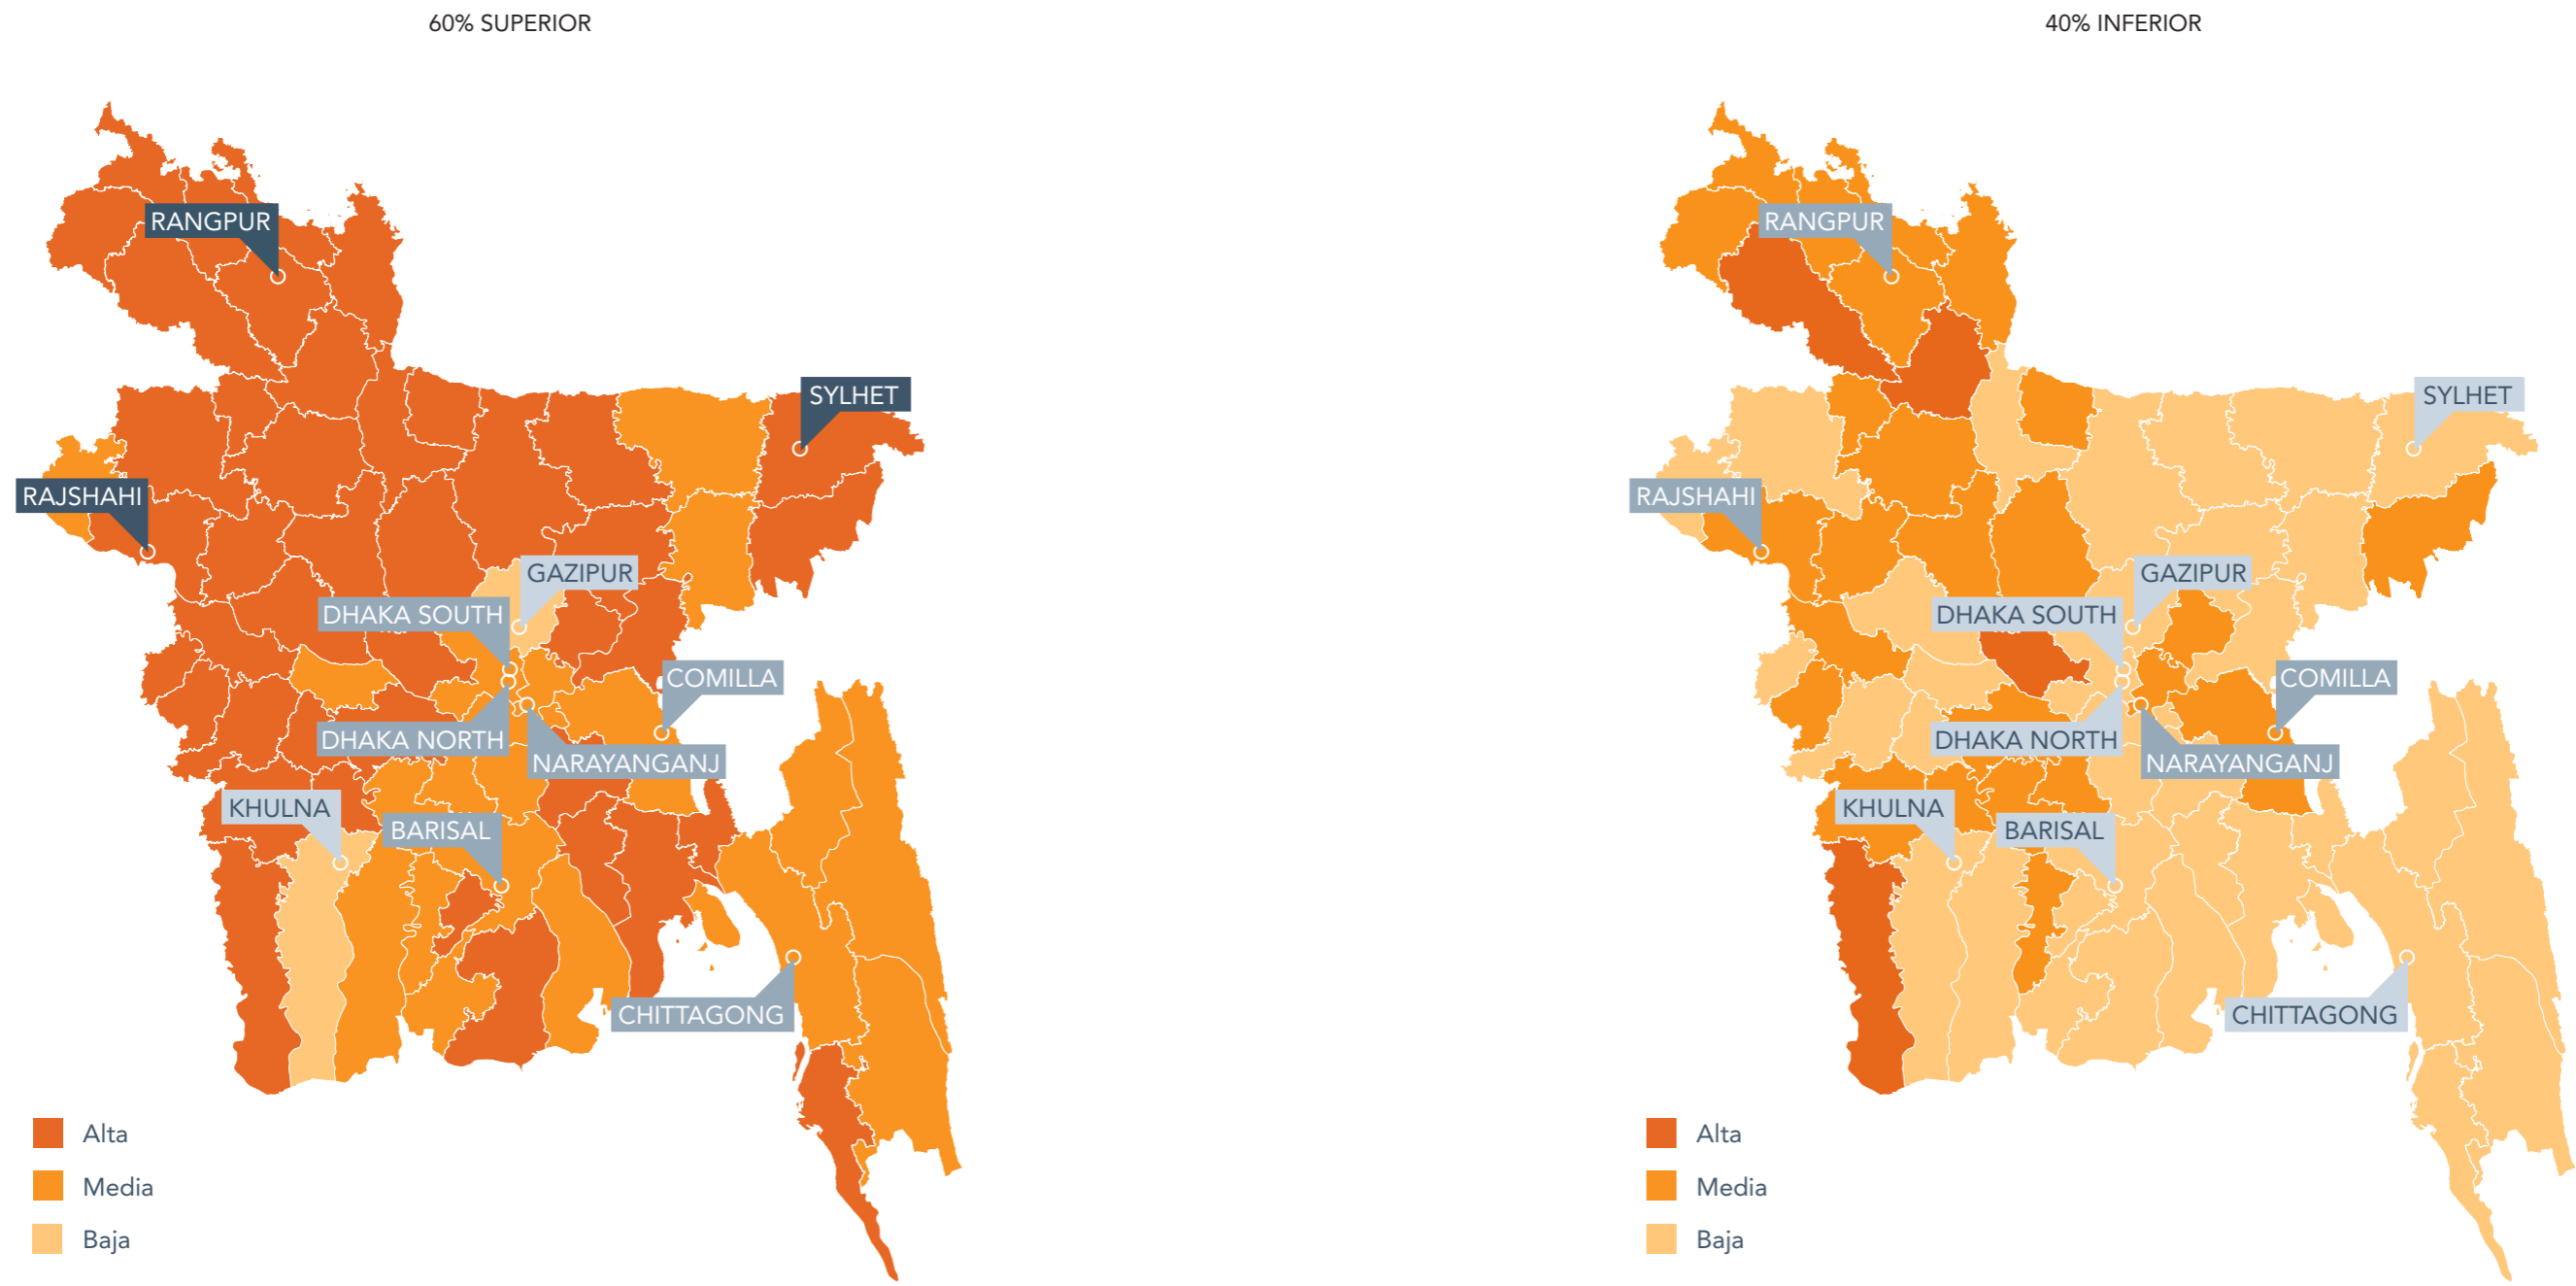 60% SUPERIOR
RANGPUR
SYLHET
RAJSHAHI
GAZIPUR
DHAKA SOUTH
COMILLA
DHAKA NORTH
NARAYANGANJ
KHULNA
BARISAL
CHITTAGONG
Alta
Media
Baja
40% INFERIOR
RANGPUR
SYLHET
RAJSHAHI
GAZIPUR
DHAKA SOUTH
COMILLA
DHAKA NORTH
NARAYANGANJ
KHULNA
BARISAL
CHITTAGONG
Alta
Media
Baja